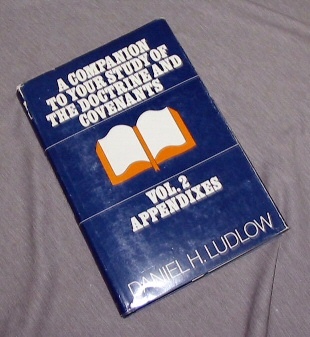 A COMPANION
TO YOUR STUDY OF
THE DOCTRINE AND
COVENANTS
VOL. 2
APPENDIXES
DANIEL H. LUDLOW